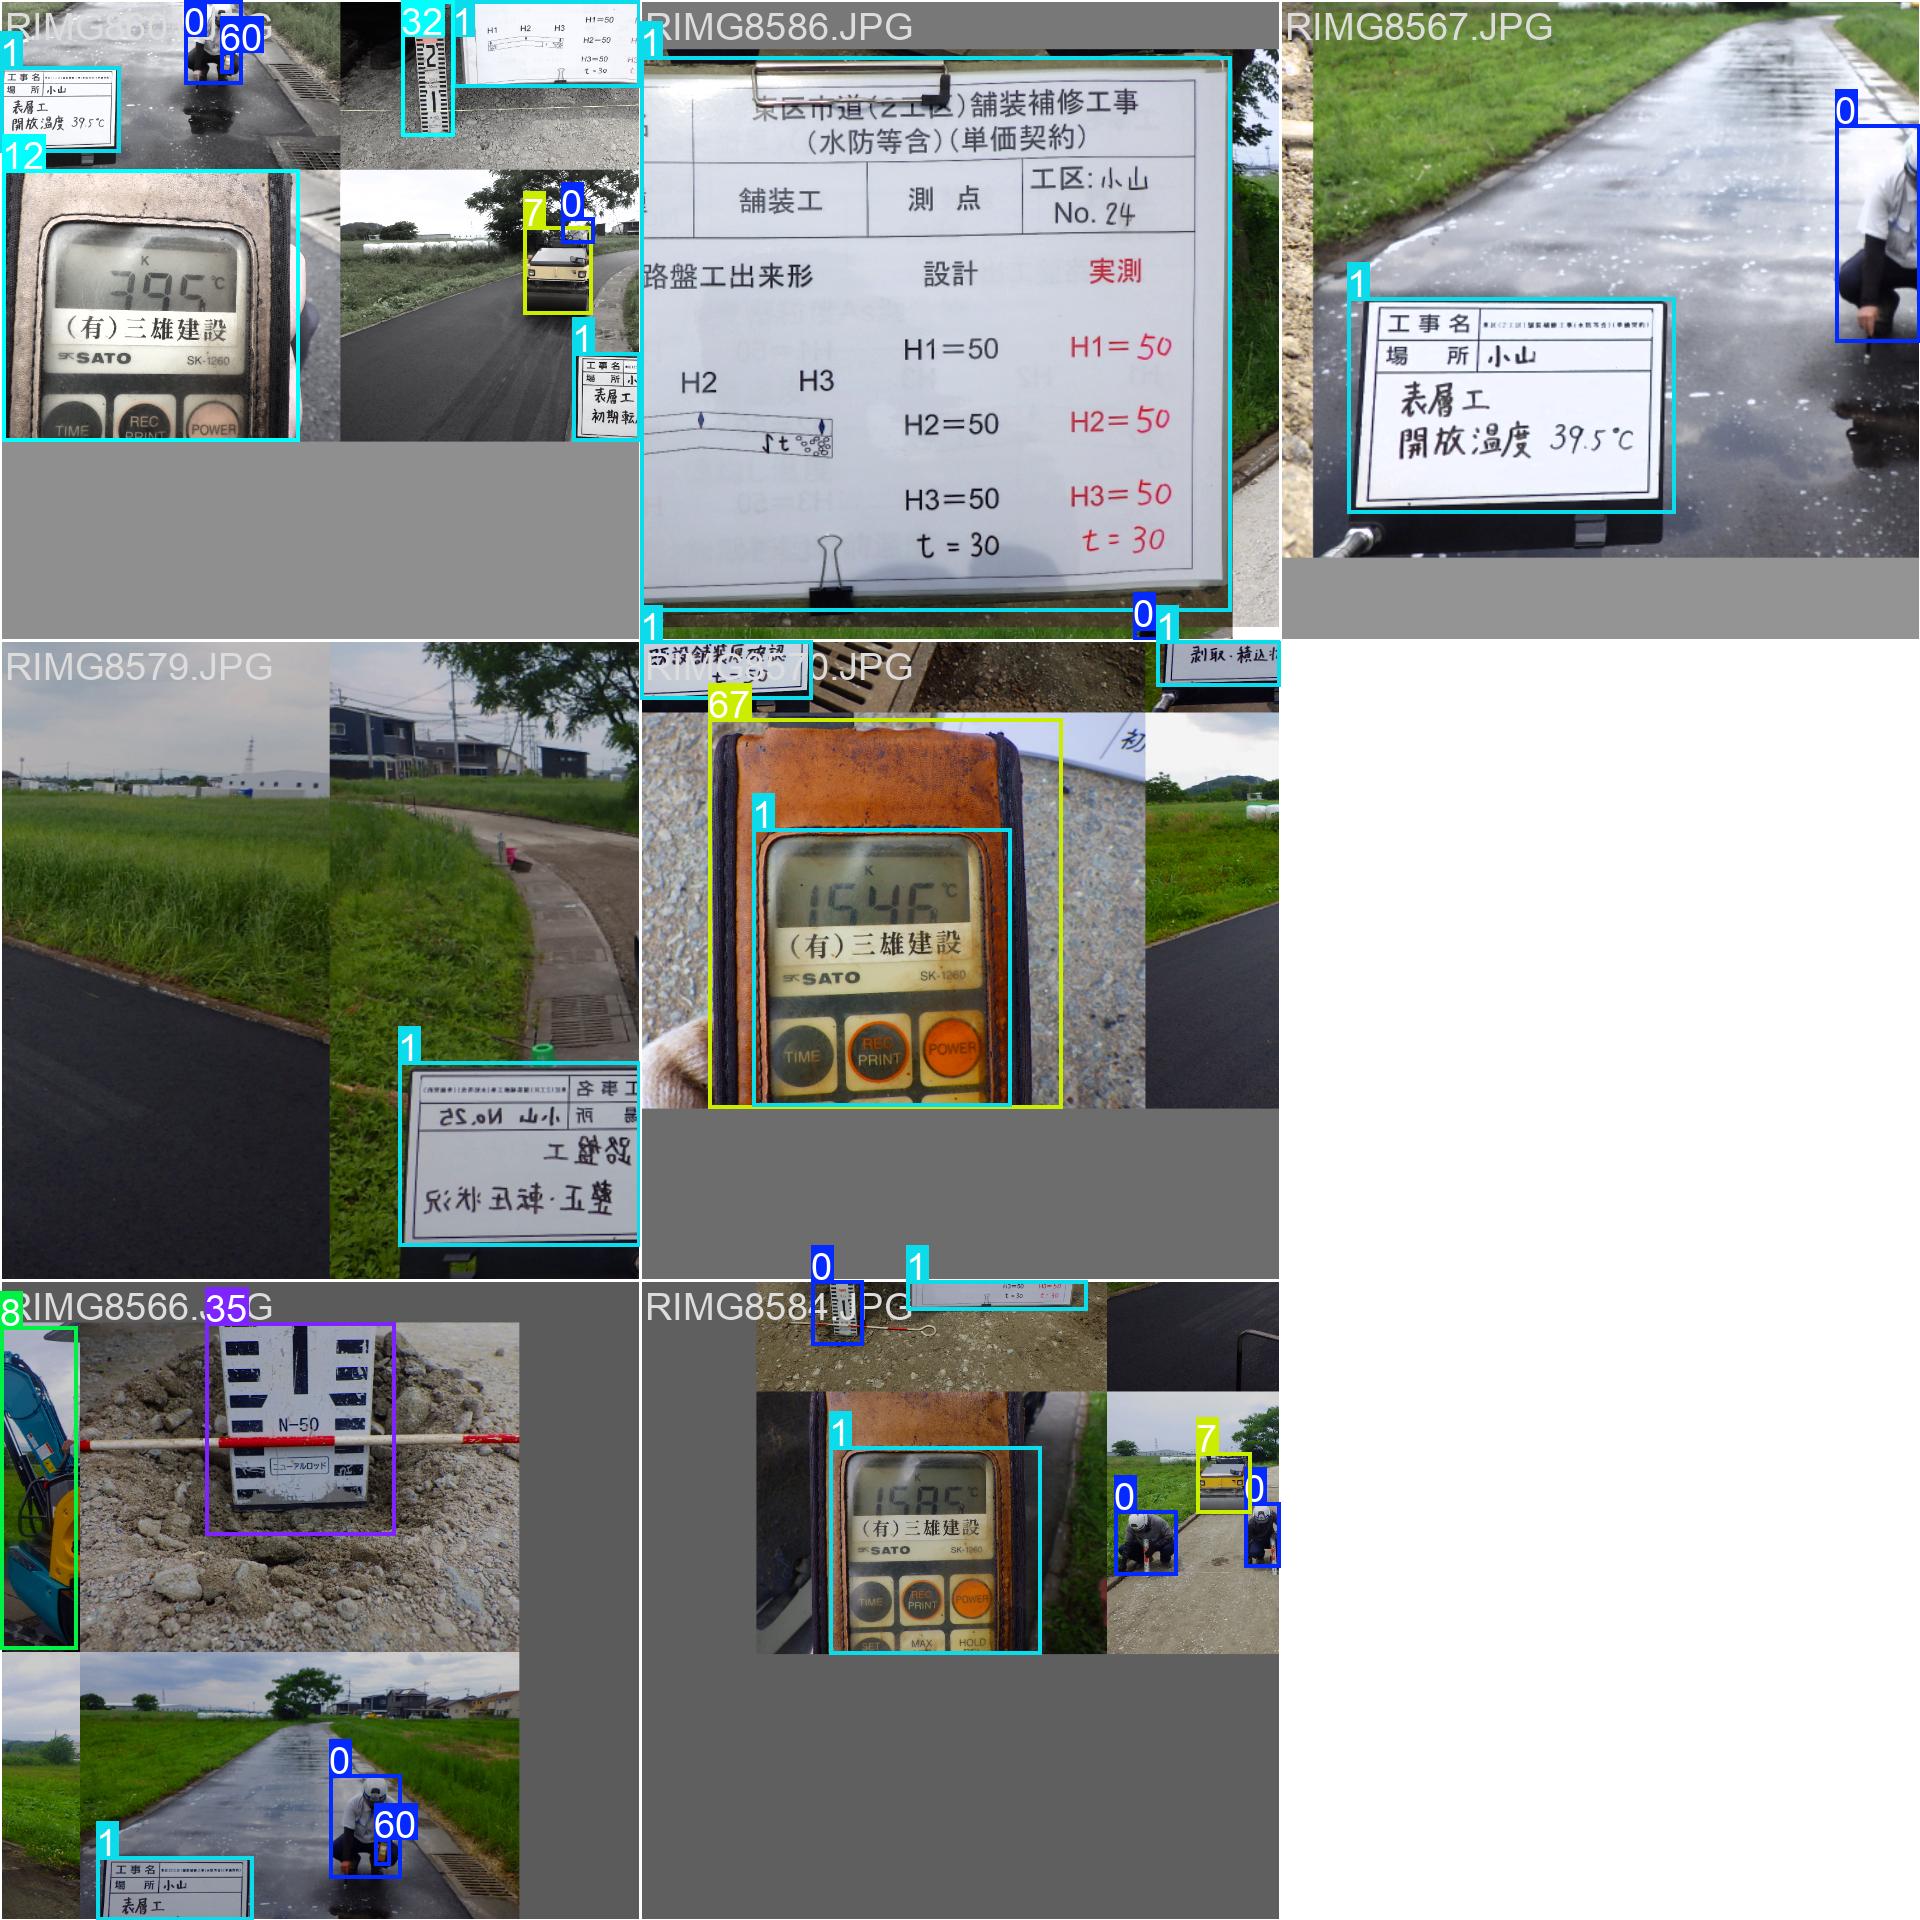 RIMG860
0
60
1
工事名
場 所 小山
表層工
開放温度 39.5℃
32
2
1
1
H1 H2 H3
H1=50
H2=50
H3=50
t=30
12
K
395 ℃
(有)三雄建設
SK SATO SK-1260
TIME REC PRINT POWER
7
0
1
工事名
場 所
表層工
初期転
RIMG8586.JPG
1
東区市道(2工区)舗装補修工事
(水防等含)(単価契約)
舗装工 測 点 工区:小山
No. 24
路盤工出来形 設計 実測
H1=50 H1=50
H2 H3
H2=50 H2=50
t
H3=50 H3=50
t=30 t=30
1
0
1
RIMG8567.JPG
0
1
工事名
場 所 小山
表層工
開放温度 39.5℃
RIMG8579.JPG
1
工事名
場 所 小山 No.25
路盤工
整正・転圧状況
RIMG8570.JPG
剥取・積込
67
初
1
K
1546 ℃
(有)三雄建設
SK SATO SK-1260
TIME REC PRINT POWER
RIMG8566.JPG
8
35
N-50
ニューアルロッド
0
60
1
工事名
場 所 小山
表層工
RIMG8584.JPG
0
1
H3=50 H3=50
t=30 t=30
1
K
1585 ℃
(有)三雄建設
SK SATO SK-1260
TIME REC PRINT POWER
SET MAX HOLD
7
0
0